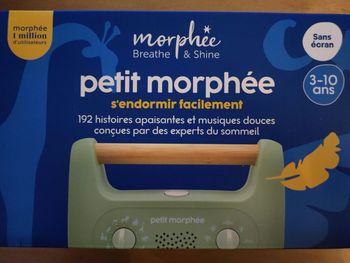 morphée
1 million
d'utilisateurs
morphée
Breathe & Shine
Sans
écran
petit morphée
3-10
ans
s'endormir facilement
192 histoires apaisantes et musiques douces
conçues par des experts du sommeil
petit morphée